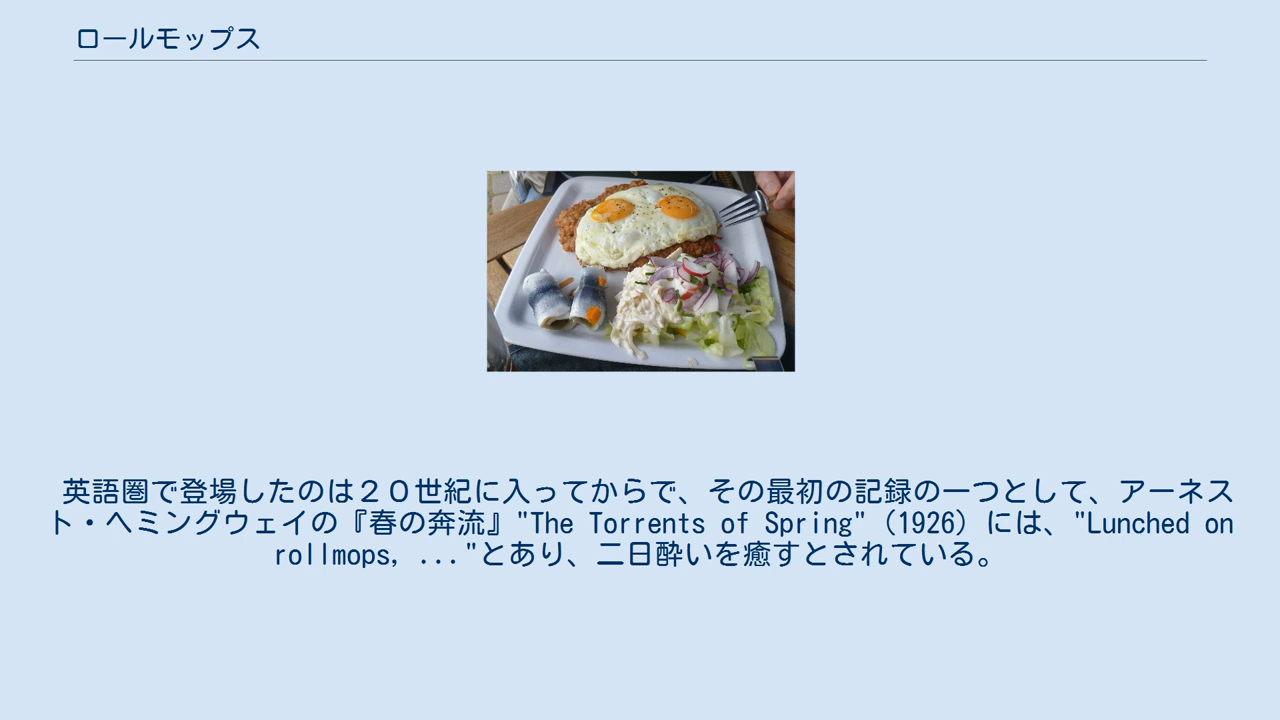 ロールモップス
英語圏で登場したのは２０世紀に入ってからで、その最初の記録の一つとして、アーネス
ト・ヘミングウェイの『春の奔流』"The Torrents of Spring"（1926）には、"Lunched on
rollmops, ..."とあり、二日酔いを癒すとされている。